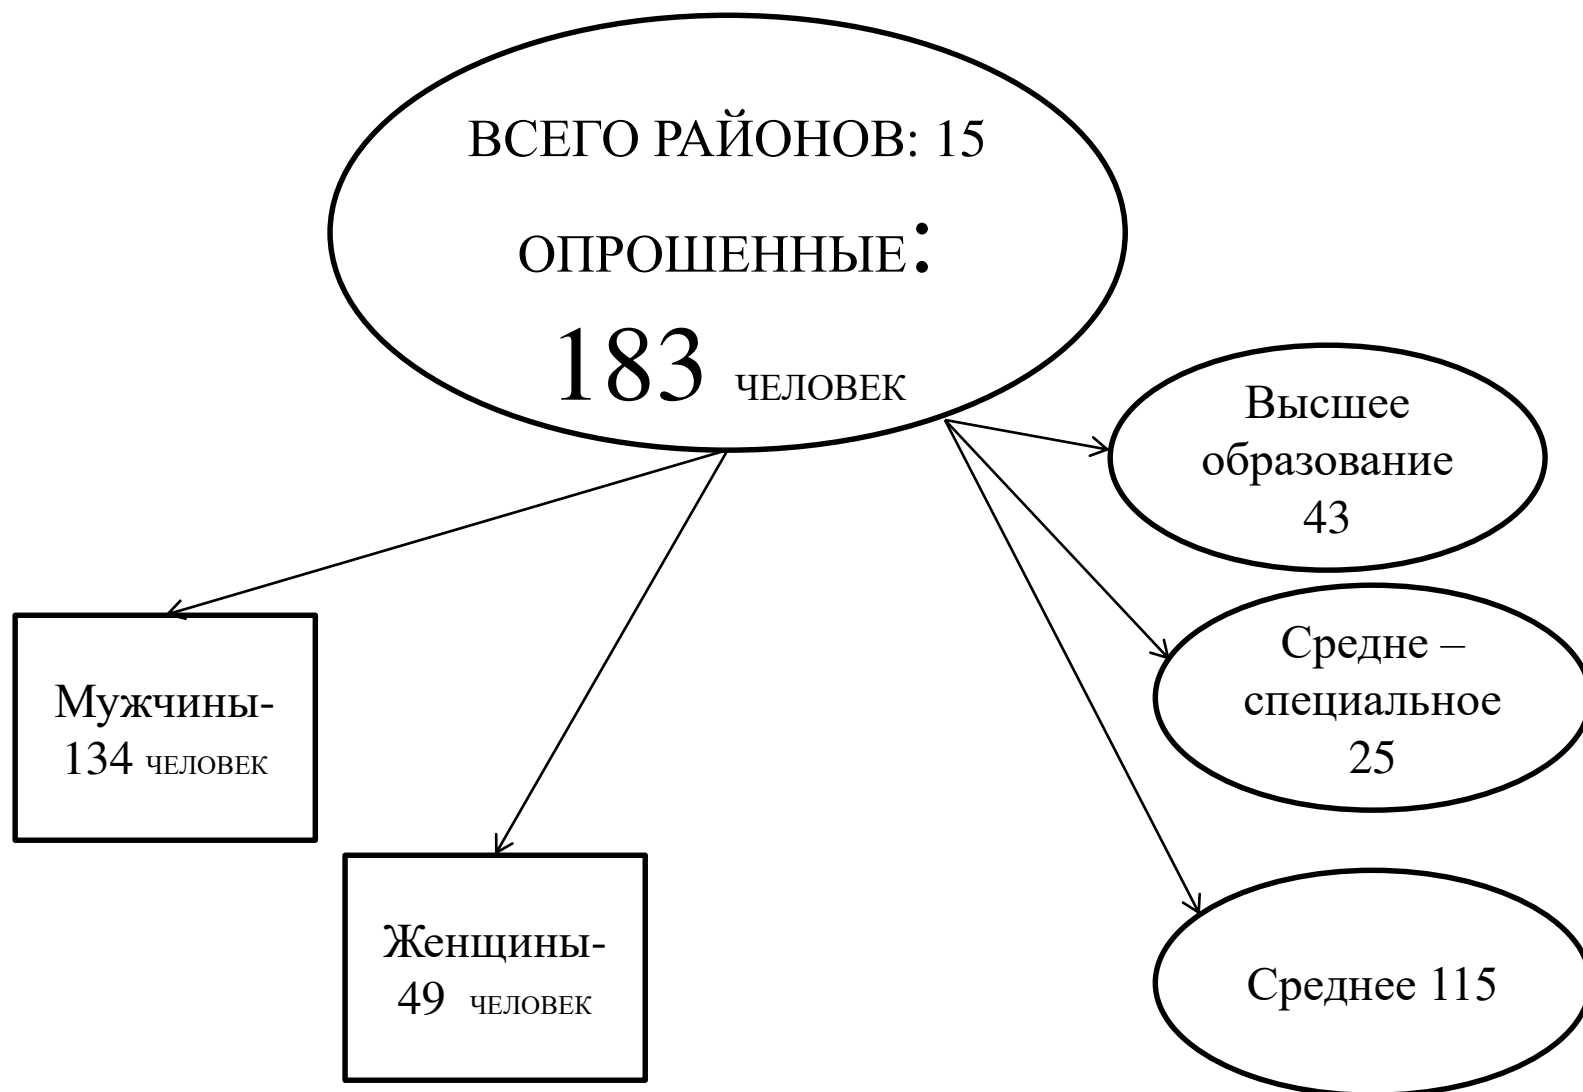 ВСЕГО РАЙОНОВ: 15
ОПРОШЕННЫЕ:
183 ЧЕЛОВЕК
Высшее
образование
43
Средне –
специальное
25
Среднее 115
Мужчины-
134 ЧЕЛОВЕК
Женщины-
49 ЧЕЛОВЕК